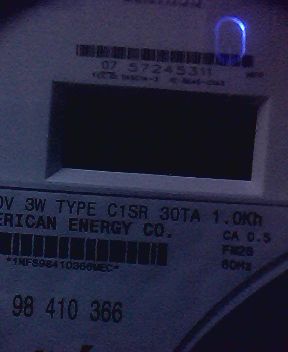 07 57245311
0V 3W TYPE C1SR 30TA 1.0Kh
ERICAN ENERGY CO.
CA 0.5
FM2S
60Hz
*1NFS98410366MEC*
98 410 366